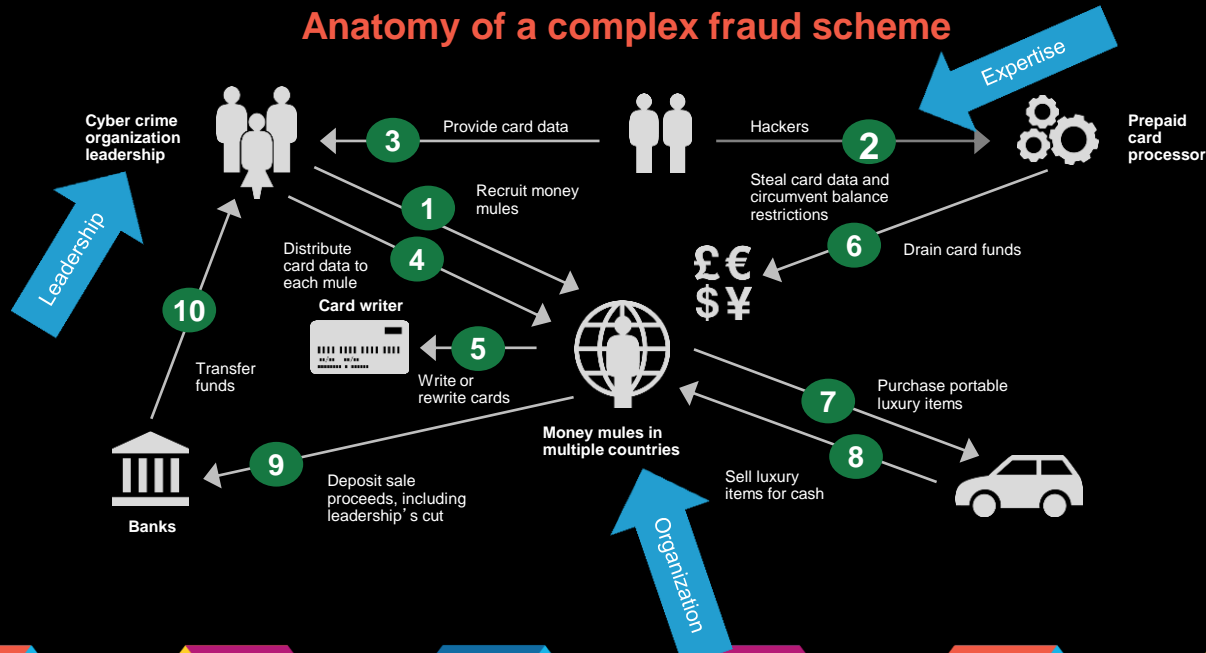 Anatomy of a complex fraud scheme
Expertise
Cyber crime
organization
leadership
3
Provide card data
Hackers
2
Prepaid
card
processor
Steal card data and
circumvent balance
restrictions
1
Recruit money
mules
Leadership
Distribute
card data to
each mule
4
6
Drain card funds
£€
$¥
10
Card writer
5
Transfer
funds
Write or
rewrite cards
7
Purchase portable
luxury items
Money mules in
multiple countries
8
9
Deposit sale
proceeds, including
leadership's cut
Sell luxury
items for cash
Banks
Organization